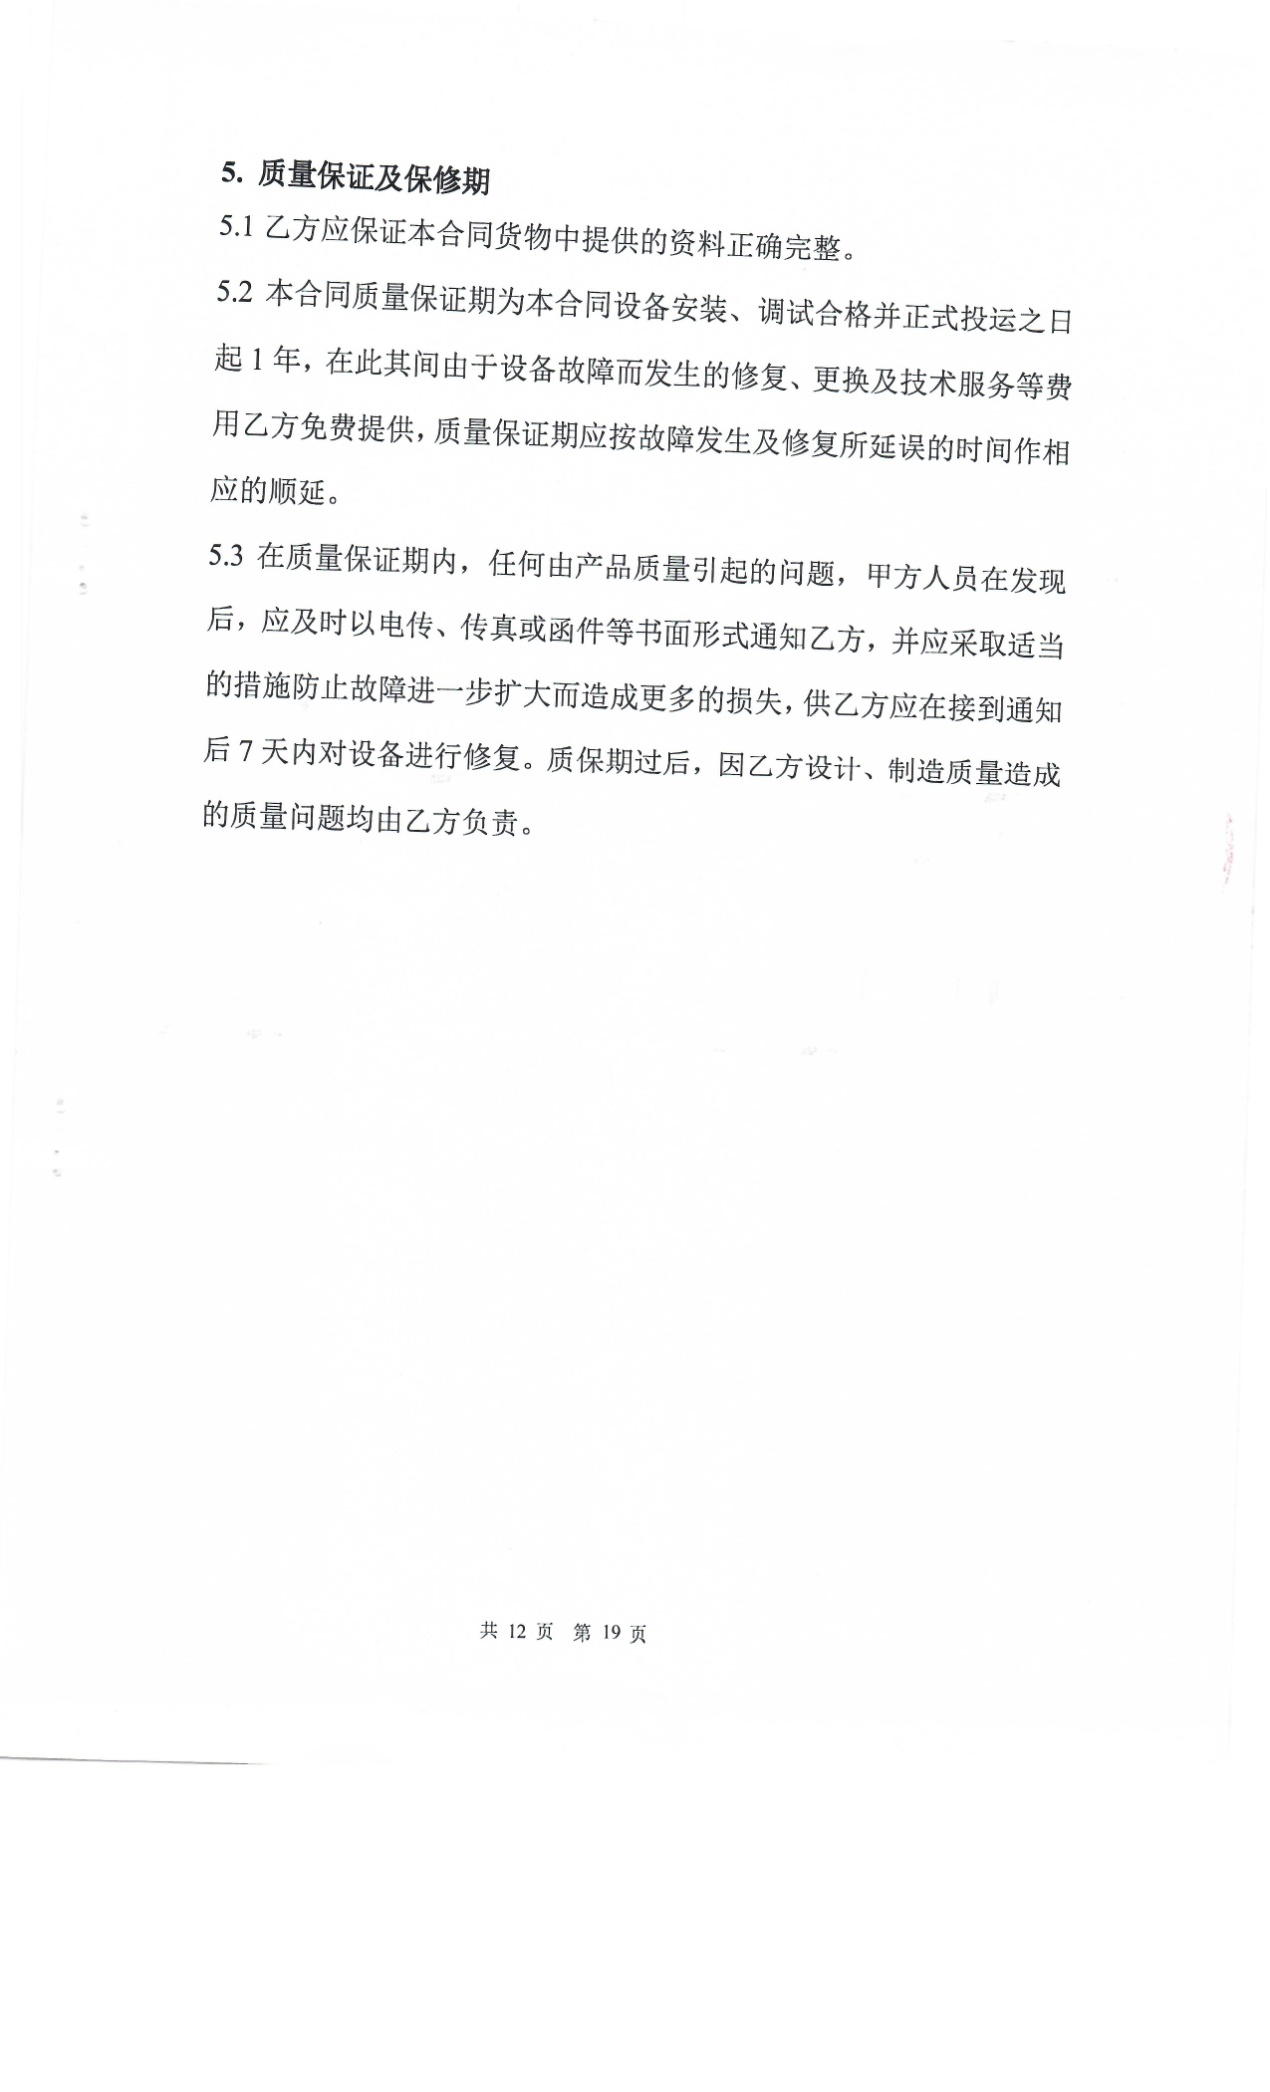 5. 质量保证及保修期
5.1 乙方应保证本合同货物中提供的资料正确完整。
5.2 本合同质量保证期为本合同设备安装、调试合格并正式投运之日
起 1 年，在此其间由于设备故障而发生的修复、更换及技术服务等费
用乙方免费提供，质量保证期应按故障发生及修复所延误的时间作相
应的顺延。
5.3 在质量保证期内，任何由产品质量引起的问题，甲方人员在发现
后，应及时以电传、传真或函件等书面形式通知乙方，并应采取适当
的措施防止故障进一步扩大而造成更多的损失，供乙方应在接到通知
后 7 天内对设备进行修复。质保期过后，因乙方设计、制造质量造成
的质量问题均由乙方负责。
共 12 页 第 19 页